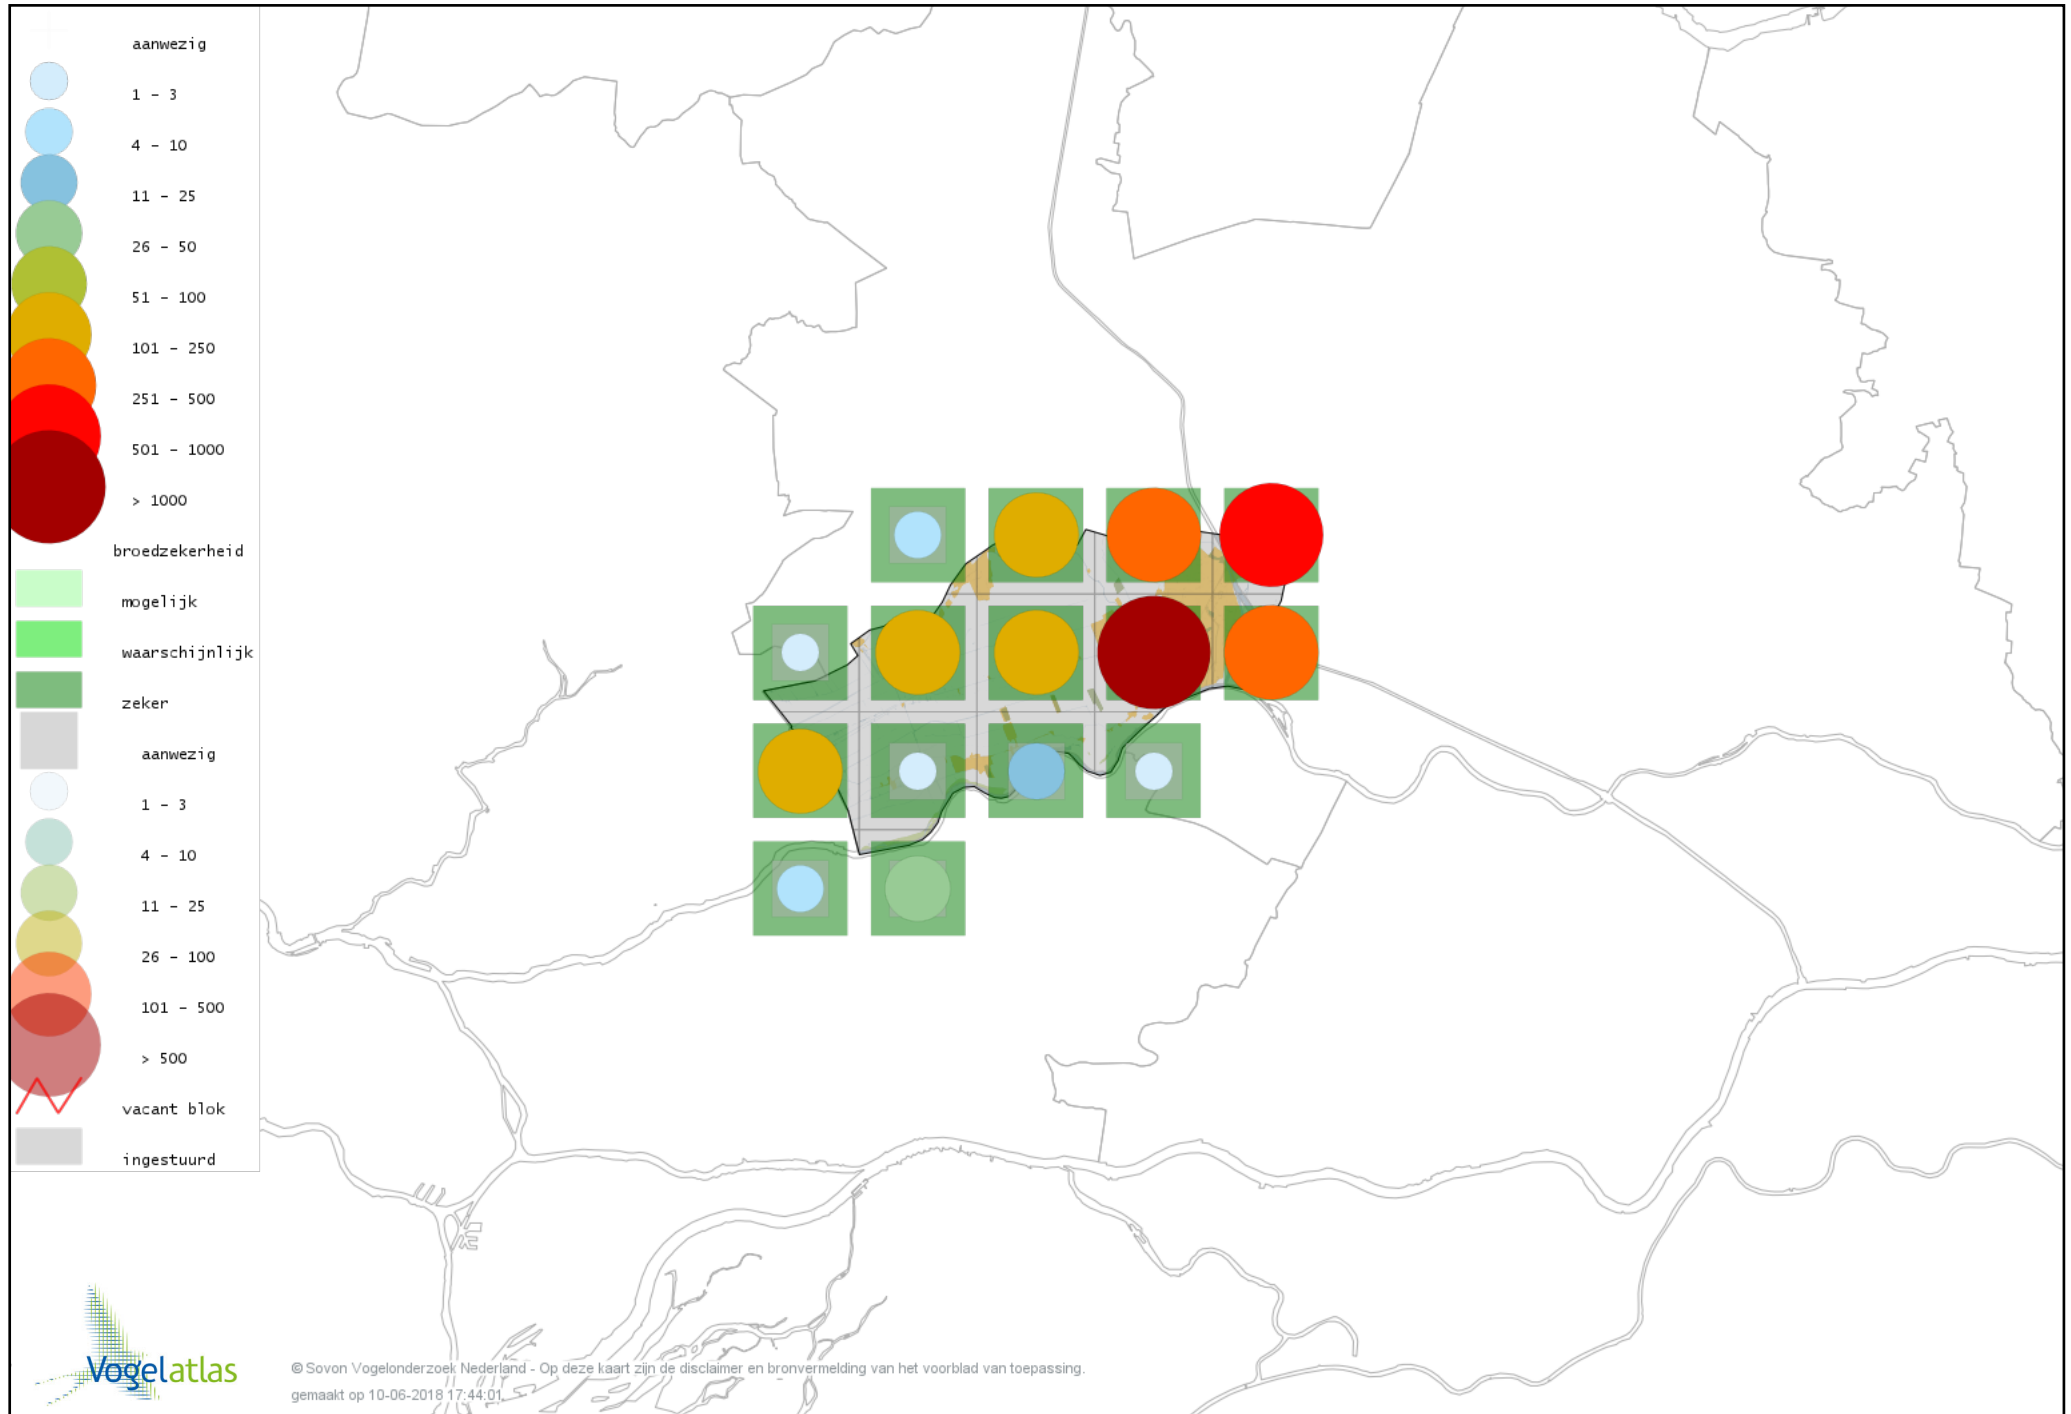 aanwezig
1 – 3
4 – 10
11 – 25
26 – 50
51 – 100
101 – 250
251 – 500
501 – 1000
> 1000
broedzekerheid
mogelijk
waarschijnlijk
zeker
aanwezig
1 – 3
4 – 10
11 – 25
26 – 100
101 – 500
> 500
vacant blok
ingestuurd
Vogelatlas
© Sovon Vogelonderzoek Nederland - Op deze kaart zijn de disclaimer en bronvermelding van het voorblad van toepassing.
gemaakt op 10-06-2018 17:44:01